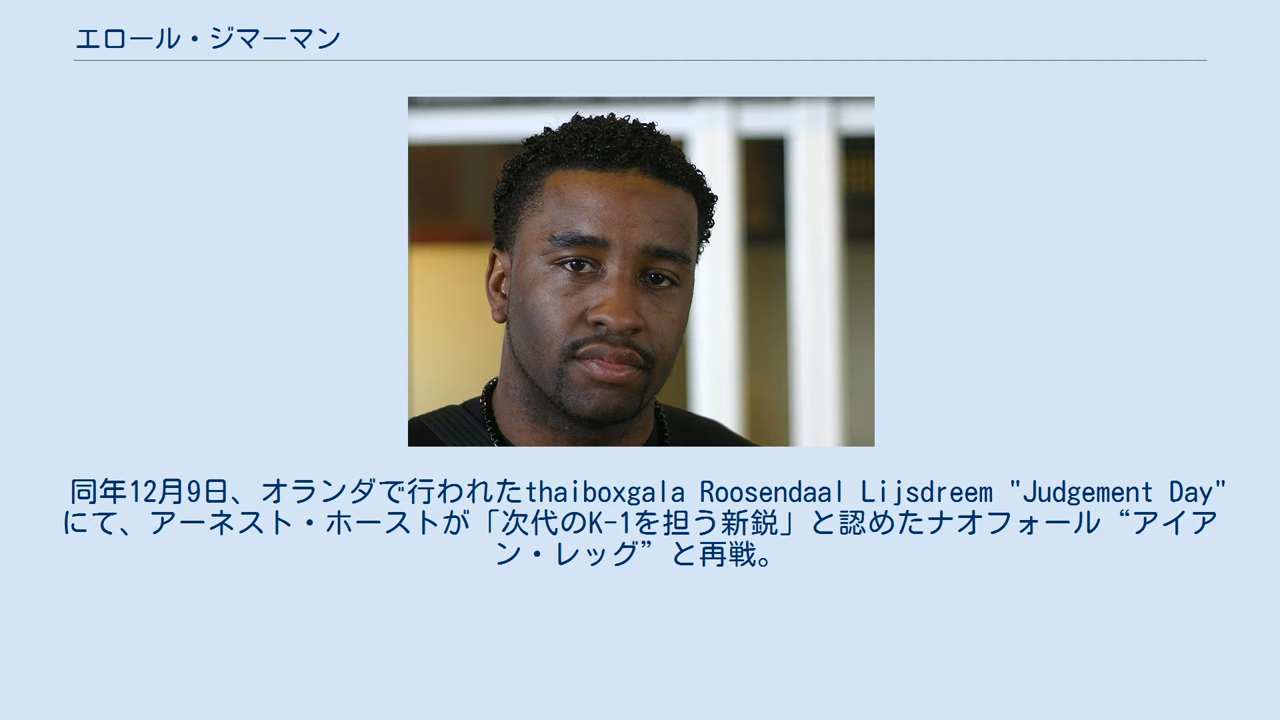 エロール・ジマーマン
同年12月9日、オランダで行われたthaiboxgala Roosendaal Lijsdreem "Judgement Day"
にて、アーネスト・ホーストが「次代のK-1を担う新鋭」と認めたナオフォール“アイア
ン・レッグ”と再戦。